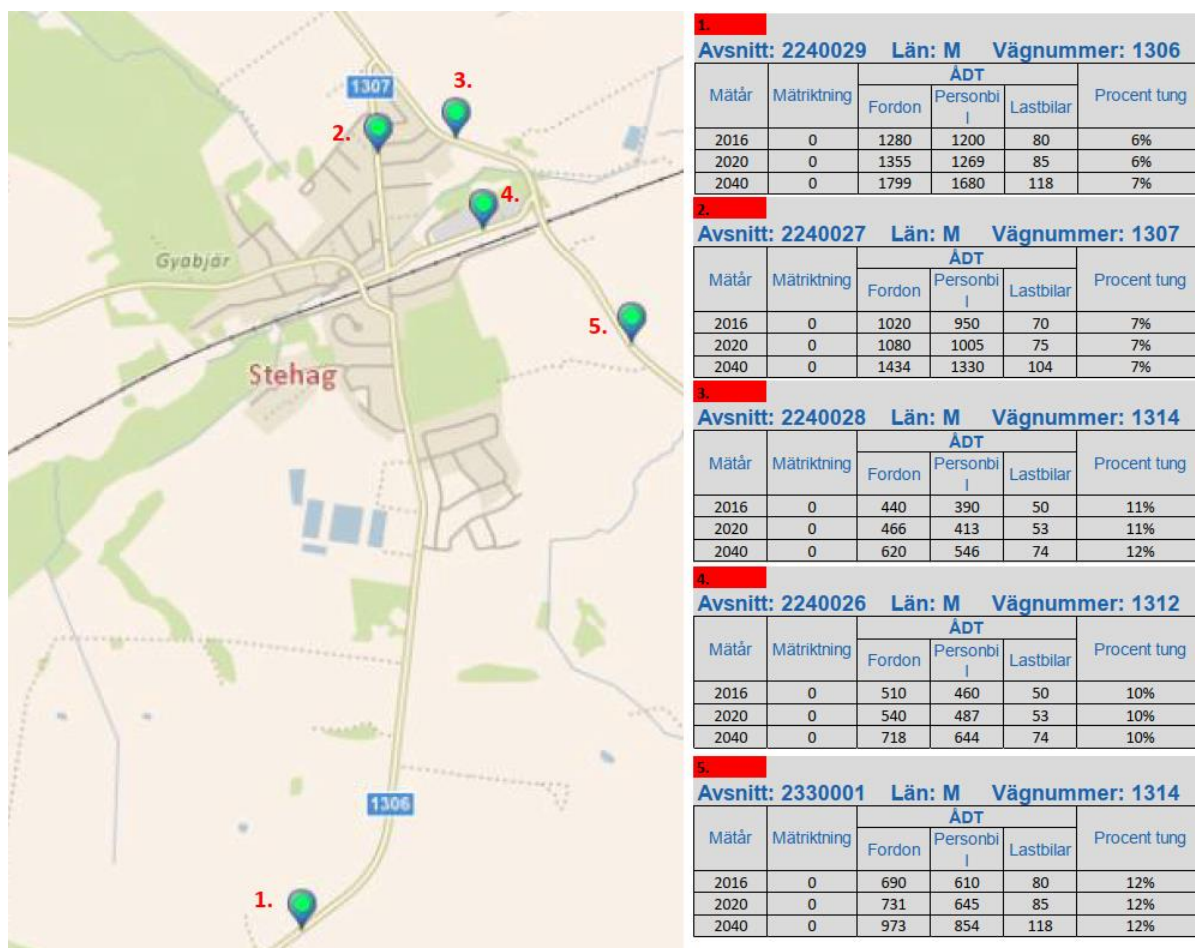 1307
3.
2.
4.
Gyabjär
5.
Stehag
1306
1.
1.
Avsnitt: 2240029 Län: M Vägnummer: 1306
Mätår Mätriktning ÅDT Procent tung
Fordon Personbi
l Lastbilar
2016 0 1280 1200 80 6%
2020 0 1355 1269 85 6%
2040 0 1799 1680 118 7%
2.
Avsnitt: 2240027 Län: M Vägnummer: 1307
Mätår Mätriktning ÅDT Procent tung
Fordon Personbi
l Lastbilar
2016 0 1020 950 70 7%
2020 0 1080 1005 75 7%
2040 0 1434 1330 104 7%
3.
Avsnitt: 2240028 Län: M Vägnummer: 1314
Mätår Mätriktning ÅDT Procent tung
Fordon Personbi
l Lastbilar
2016 0 440 390 50 11%
2020 0 466 413 53 11%
2040 0 620 546 74 12%
4.
Avsnitt: 2240026 Län: M Vägnummer: 1312
Mätår Mätriktning ÅDT Procent tung
Fordon Personbi
l Lastbilar
2016 0 510 460 50 10%
2020 0 540 487 53 10%
2040 0 718 644 74 10%
5.
Avsnitt: 2330001 Län: M Vägnummer: 1314
Mätår Mätriktning ÅDT Procent tung
Fordon Personbi
l Lastbilar
2016 0 690 610 80 12%
2020 0 731 645 85 12%
2040 0 973 854 118 12%